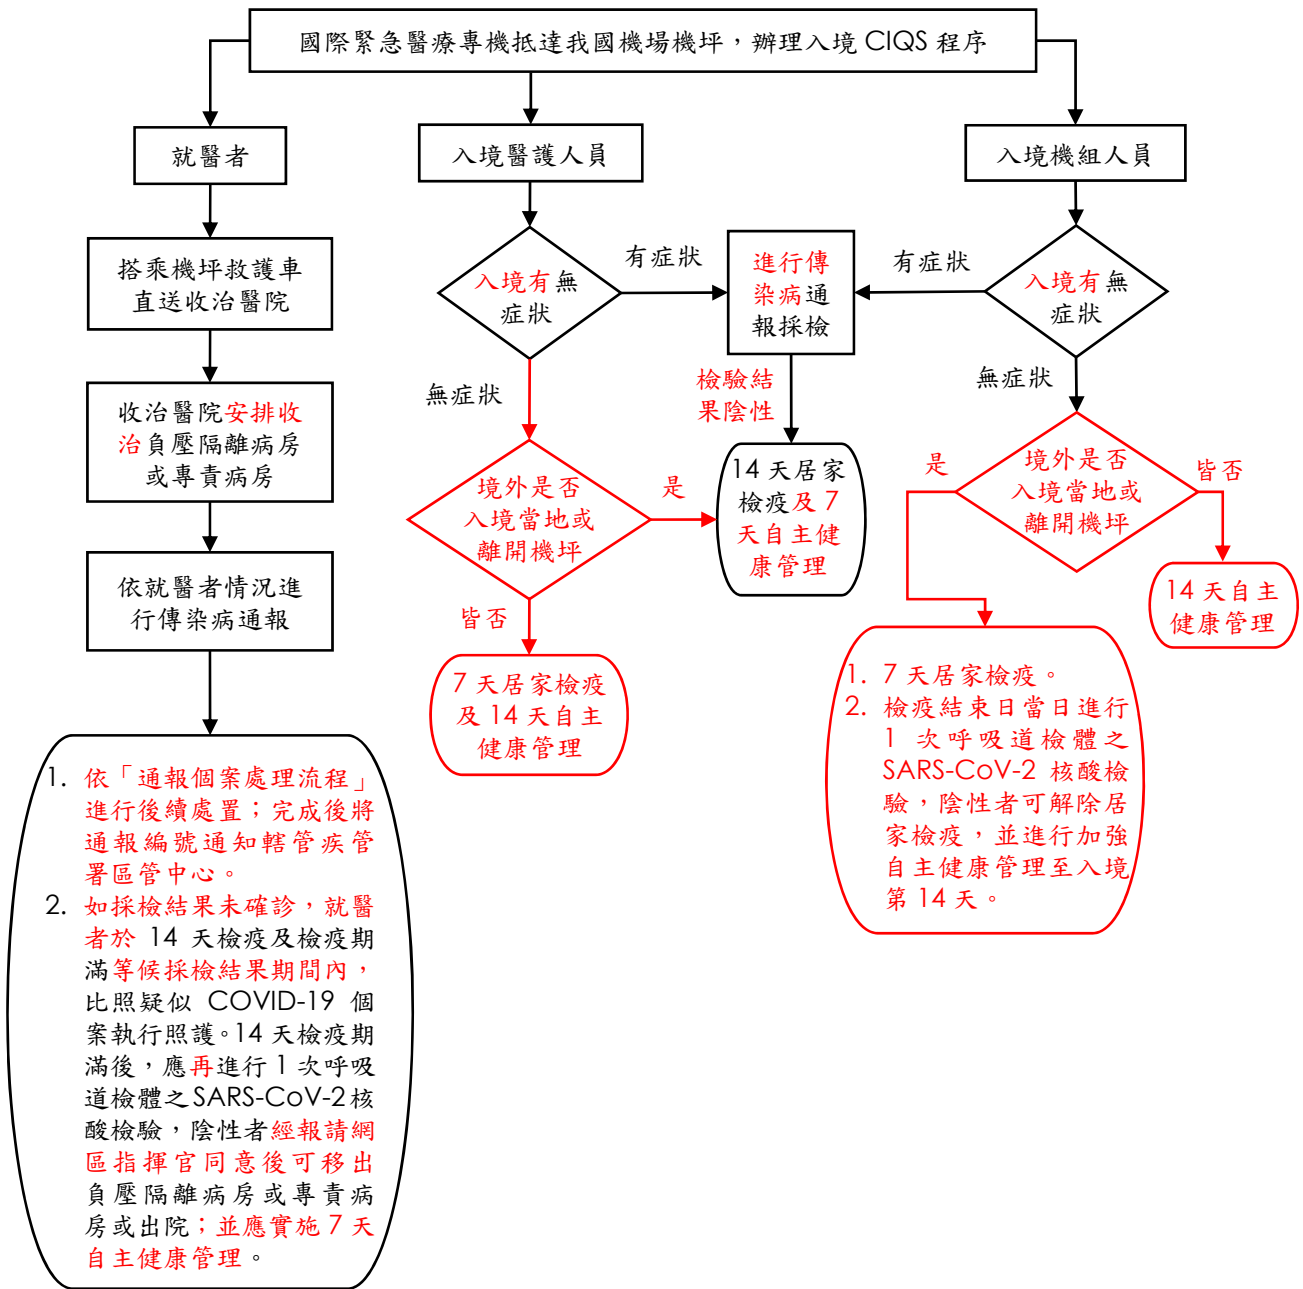 國際緊急醫療專機抵達我國機場機坪，辦理入境 CIQS 程序
就醫者
搭乘機坪救護車
直送收治醫院
收治醫院安排收
治負壓隔離病房
或專責病房
依就醫者情況進
行傳染病通報
1. 依「通報個案處理流程」
進行後續處置；完成後將
通報編號通知轄管疾管
署區管中心。
2. 如採檢結果未確診，就醫
者於 14 天檢疫及檢疫期
滿等候採檢結果期間內，
比照疑似 COVID-19 個
案執行照護。14 天檢疫期
滿後，應再進行 1 次呼吸
道檢體之 SARS-CoV-2 核
酸檢驗，陰性者經報請網
區指揮官同意後可移出
負壓隔離病房或專責病
房或出院；並應實施 7 天
自主健康管理。
入境醫護人員
入境有無
症狀
有症狀
無症狀
境外是否
入境當地或
離開機坪
是
皆否
7 天居家檢疫
及 14 天自主
健康管理
進行傳
染病通
報採檢
檢驗結
果陰性
14 天居家
檢疫及 7
天自主健
康管理
入境機組人員
入境有無
症狀
有症狀
無症狀
境外是否
入境當地或
離開機坪
是
皆否
14 天自主
健康管理
1. 7 天居家檢疫。
2. 檢疫結束日當日進行
1 次呼吸道檢體之
SARS-CoV-2 核酸檢
驗，陰性者可解除居
家檢疫，並進行加強
自主健康管理至入境
第 14 天。